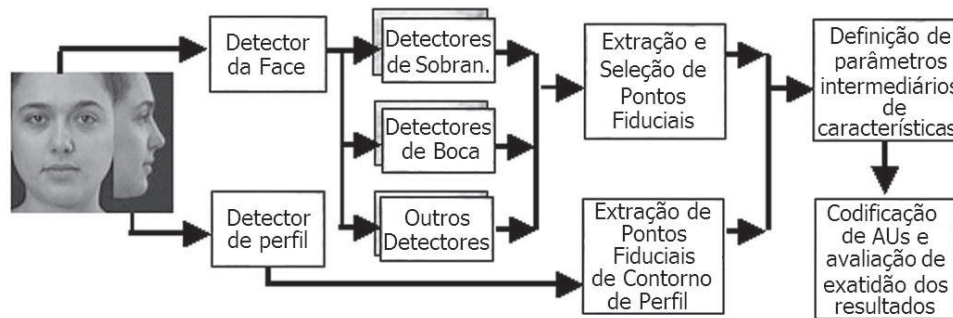 Detector
da Face
Detectores
de Sobran.
Detectores
de Boca
Outros
Detectores
Detector
de perfil
Extração e
Seleção de
Pontos
Fiduciais
Extração de
Pontos
Fiduciais
de Contorno
de Perfil
Definição de
parâmetros
intermediários
de
características
Codificação
de AUs e
avaliação de
exatidão dos
resultados